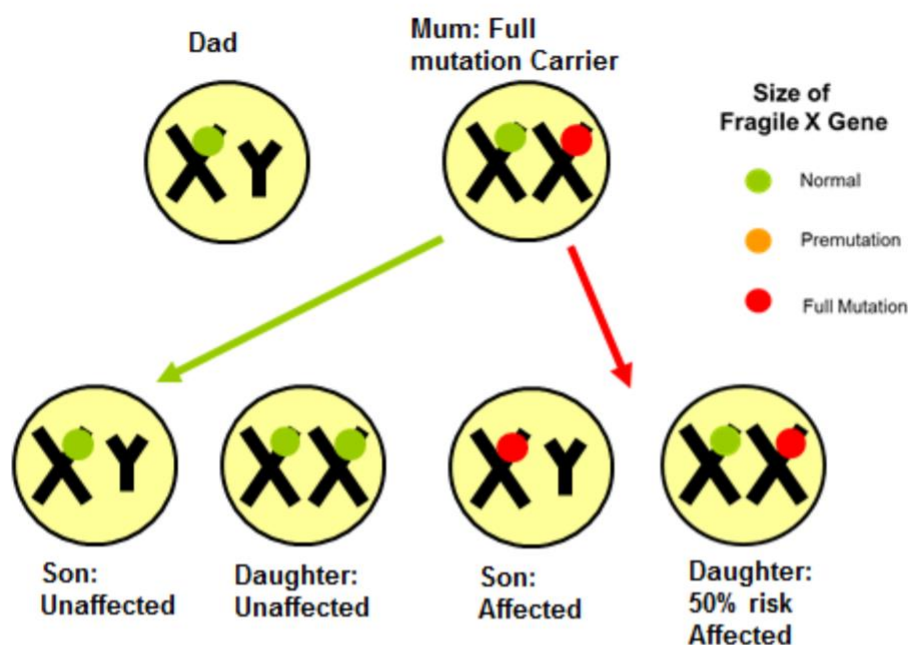 Dad
Mum: Full
mutation Carrier
Size of
Fragile X Gene
Normal
Premutation
Full Mutation
X Y
X X
X Y
X X
X Y
X X
Son:
Unaffected
Daughter:
Unaffected
Son:
Affected
Daughter:
50% risk
Affected